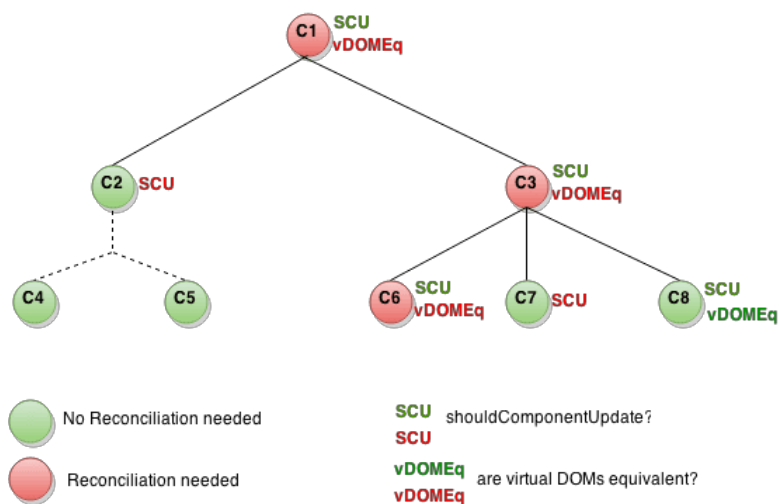 C1 SCU
vDOMEq
C2 SCU
C3 SCU
vDOMEq
C4
C5
C6 SCU
vDOMEq
C7 SCU
C8 SCU
vDOMEq
No Reconciliation needed
Reconciliation needed
SCU shouldComponentUpdate?
SCU
vDOMEq are virtual DOMs equivalent?
vDOMEq